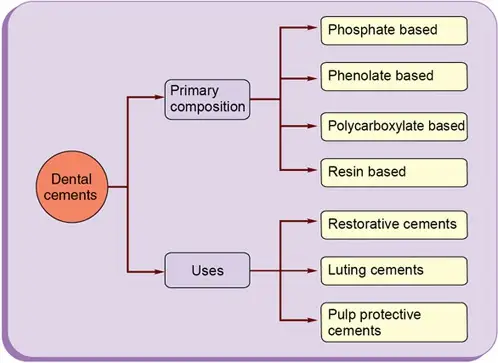 Dental
cements
Primary
composition
Phosphate based
Phenolate based
Polycarboxylate based
Resin based
Uses
Restorative cements
Luting cements
Pulp protective
cements